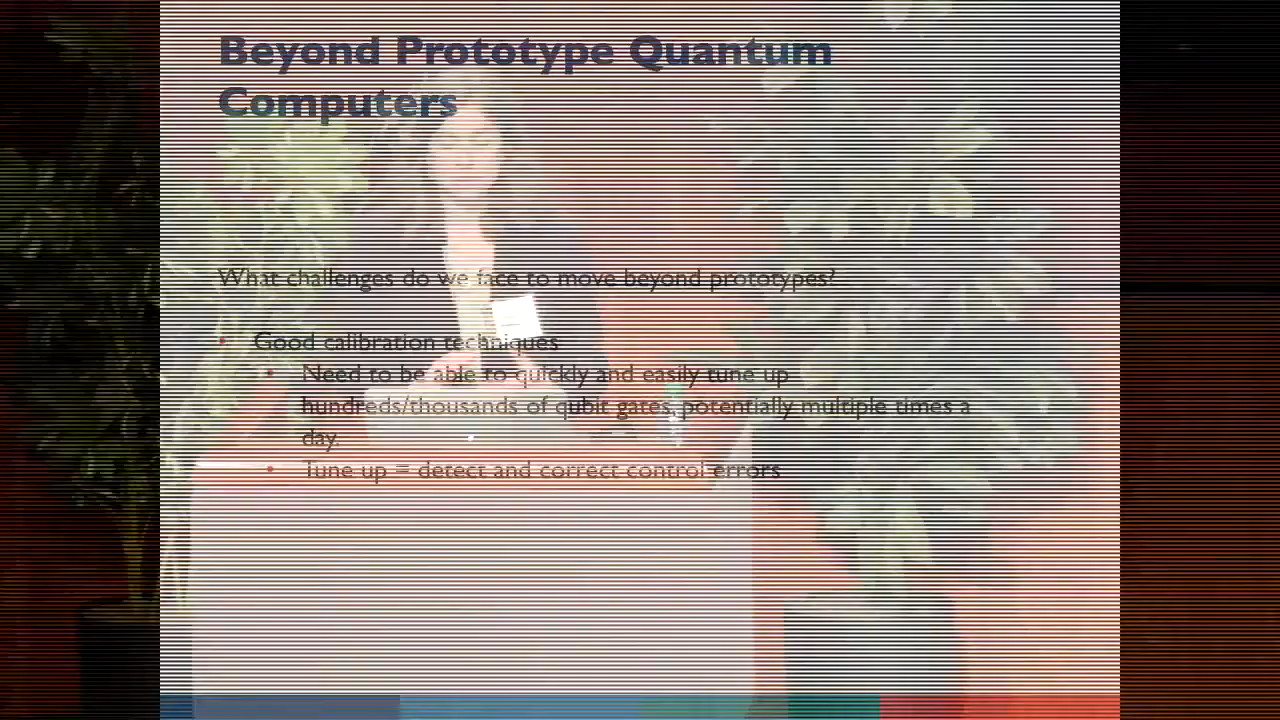 Beyond Prototype Quantum
Computers
What challenges do we face to move beyond prototypes?
• Good calibration techniques
• Need to be able to quickly and easily tune up
hundreds/thousands of qubit gates, potentially multiple times a
day.
• Tune up = detect and correct control errors